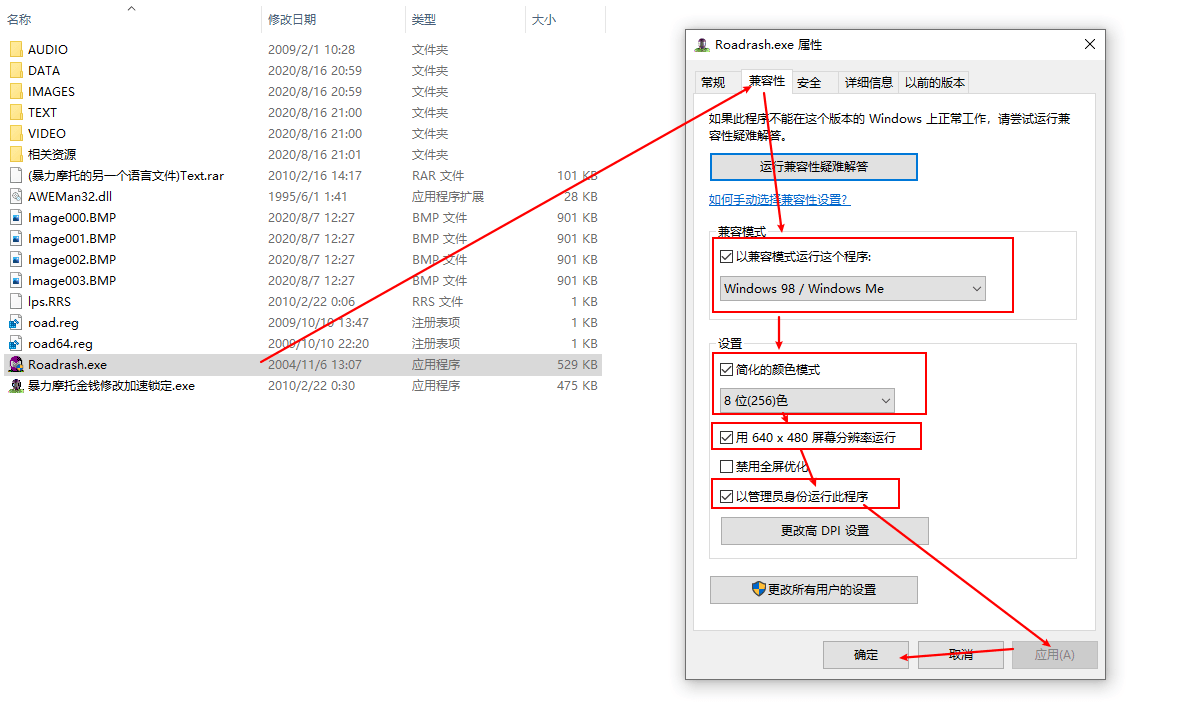 名称 修改日期 类型 大小
AUDIO 2009/2/1 10:28 文件夹
DATA 2020/8/16 20:59 文件夹
IMAGES 2020/8/16 20:59 文件夹
TEXT 2020/8/16 21:00 文件夹
VIDEO 2020/8/16 21:00 文件夹
相关资源 2020/8/16 21:01 文件夹
(暴力摩托的另一个语言文件)Text.rar 2010/2/16 14:17 RAR 文件 101 KB
AWEMan32.dll 1995/6/1 1:41 应用程序扩展 28 KB
Image000.BMP 2020/8/7 12:27 BMP 文件 901 KB
Image001.BMP 2020/8/7 12:27 BMP 文件 901 KB
Image002.BMP 2020/8/7 12:27 BMP 文件 901 KB
Image003.BMP 2020/8/7 12:27 BMP 文件 901 KB
lps.RRS 2010/2/22 0:06 RRS 文件 1 KB
road.reg 2009/10/10 13:47 注册表项 1 KB
road64.reg 2009/10/10 22:20 注册表项 1 KB
Roadrash.exe 2004/11/6 13:07 应用程序 529 KB
暴力摩托金钱修改加速锁定.exe 2010/2/22 0:30 应用程序 475 KB
Roadrash.exe 属性
常规 兼容性 安全 详细信息 以前的版本
如果此程序不能在这个版本的 Windows 上正常工作，请尝试运行兼
容性疑难解答。
运行兼容性疑难解答
如何手动选择兼容性设置?
兼容模式
以兼容模式运行这个程序:
Windows 98 / Windows Me
设置
简化的颜色模式
8 位(256)色
用 640 x 480 屏幕分辨率运行
禁用全屏优化
以管理员身份运行此程序
更改高 DPI 设置
更改所有用户的设置
确定 取消 应用(A)